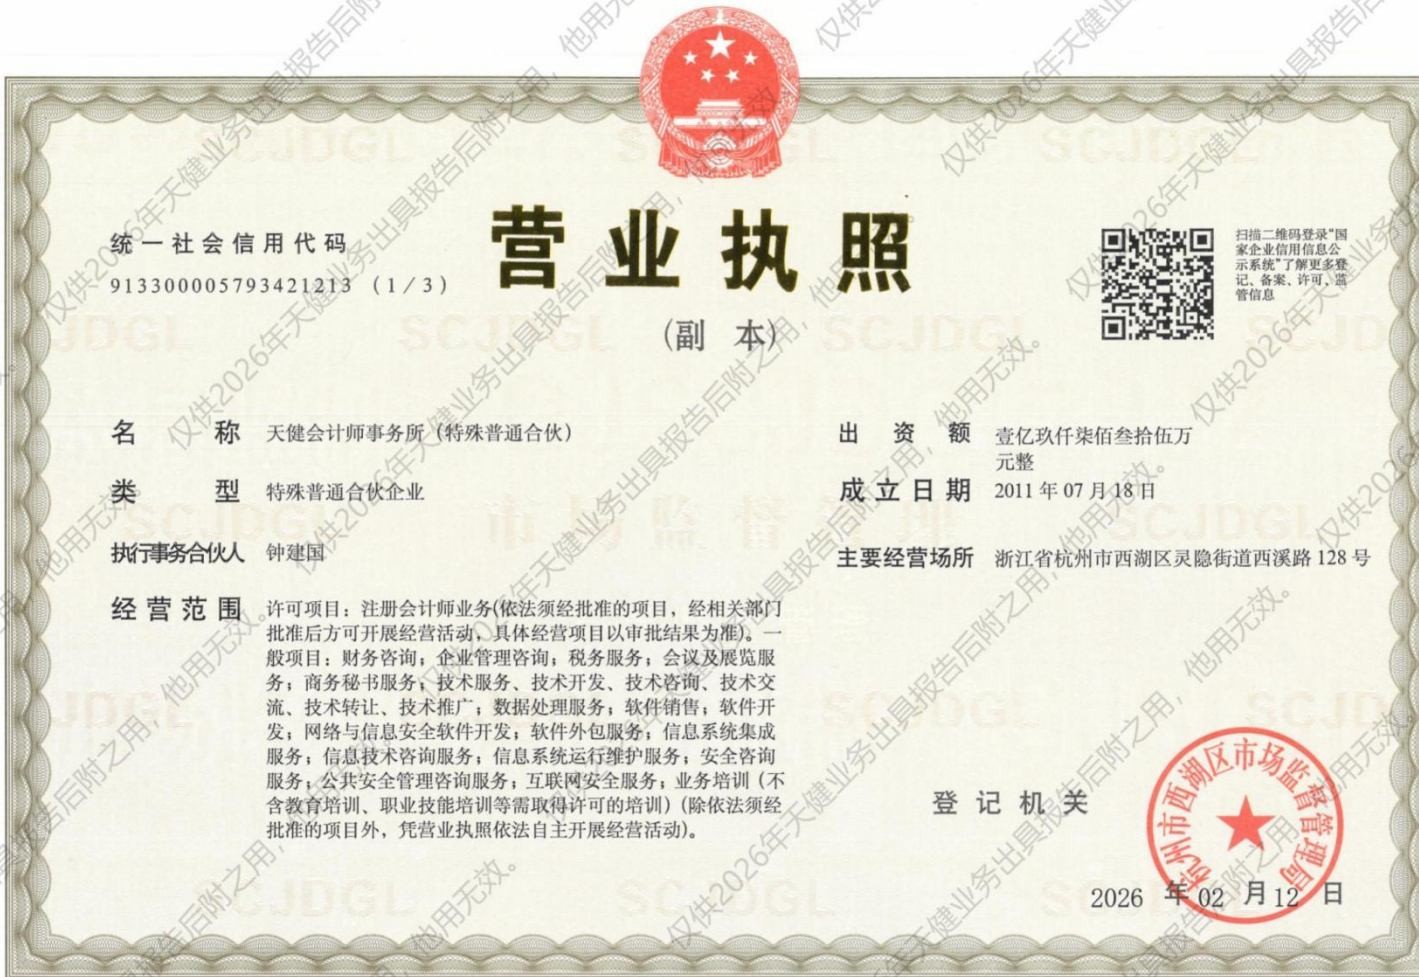 营业执照
(副 本)
统一社会信用代码
913300005793421213 (1/3)
扫描二维码登录“国
家企业信用信息公
示系统”了解更多登
记、备案、许可、监
管信息
名 称 天健会计师事务所（特殊普通合伙）
类 型 特殊普通合伙企业
执行事务合伙人 钟建国
经营范围 许可项目：注册会计师业务(依法须经批准的项目，经相关部门
批准后方可开展经营活动，具体经营项目以审批结果为准)。一
般项目：财务咨询；企业管理咨询；税务服务；会议及展览服
务；商务秘书服务；技术服务、技术开发、技术咨询、技术交
流、技术转让、技术推广；数据处理服务；软件销售；软件开
发；网络与信息安全软件开发；软件外包服务；信息系统集成
服务；信息技术咨询服务；信息系统运行维护服务；安全咨询
服务；公共安全管理咨询服务；互联网安全服务；业务培训（不
含教育培训、职业技能培训等需取得许可的培训）(除依法须经
批准的项目外，凭营业执照依法自主开展经营活动)。
出 资 额 壹亿玖仟柒佰叁拾伍万
元整
成立日期 2011年07月18日
主要经营场所 浙江省杭州市西湖区灵隐街道西溪路128号
登记机关
杭州市西湖区市场监督管理局
2026 年 02 月 12 日
仅供2026年天健业务出具报告后附之用，他用无效。
SCJDGL
市场监督管理